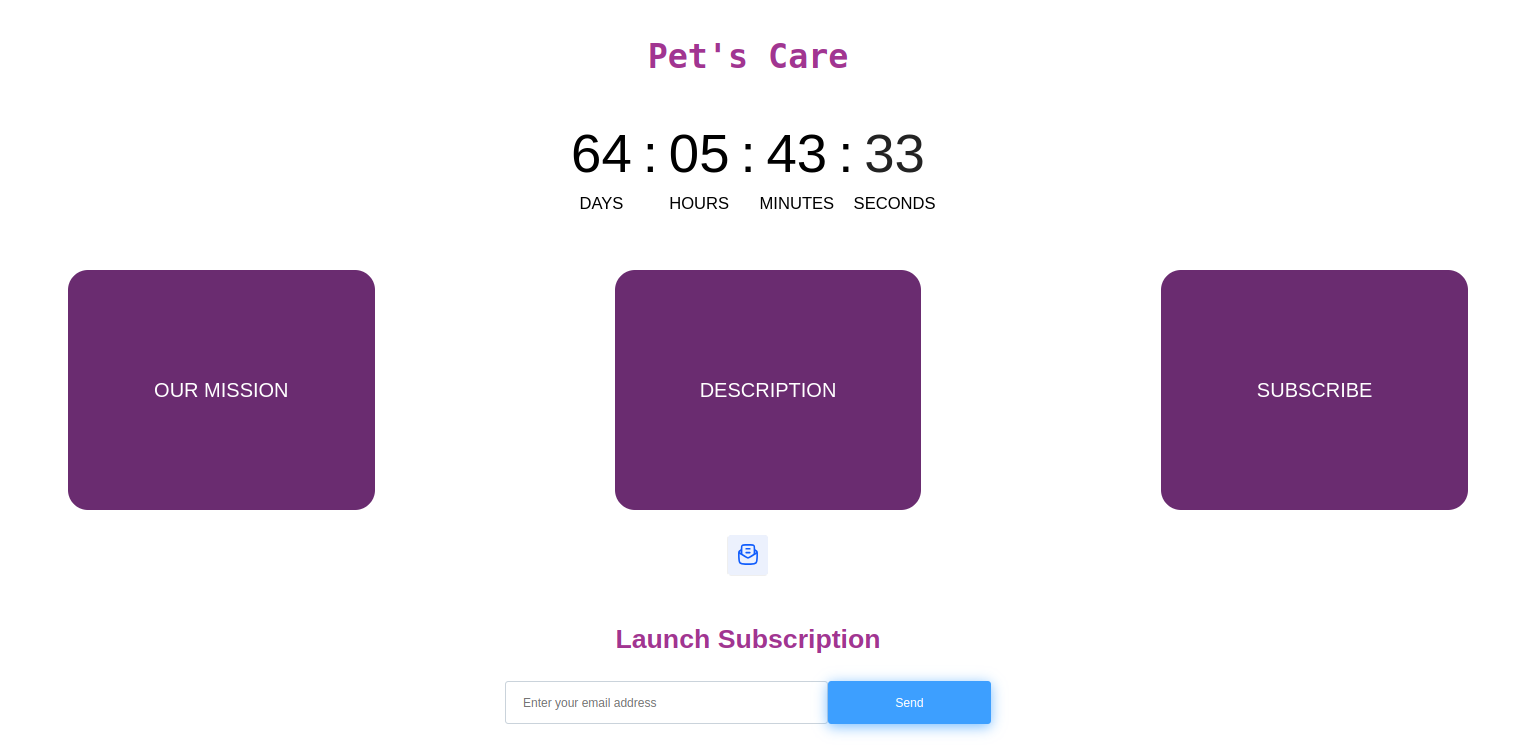 Pet's Care
64 : 05 : 43 : 33
DAYS HOURS MINUTES SECONDS
OUR MISSION
DESCRIPTION
SUBSCRIBE
Launch Subscription
Enter your email address
Send